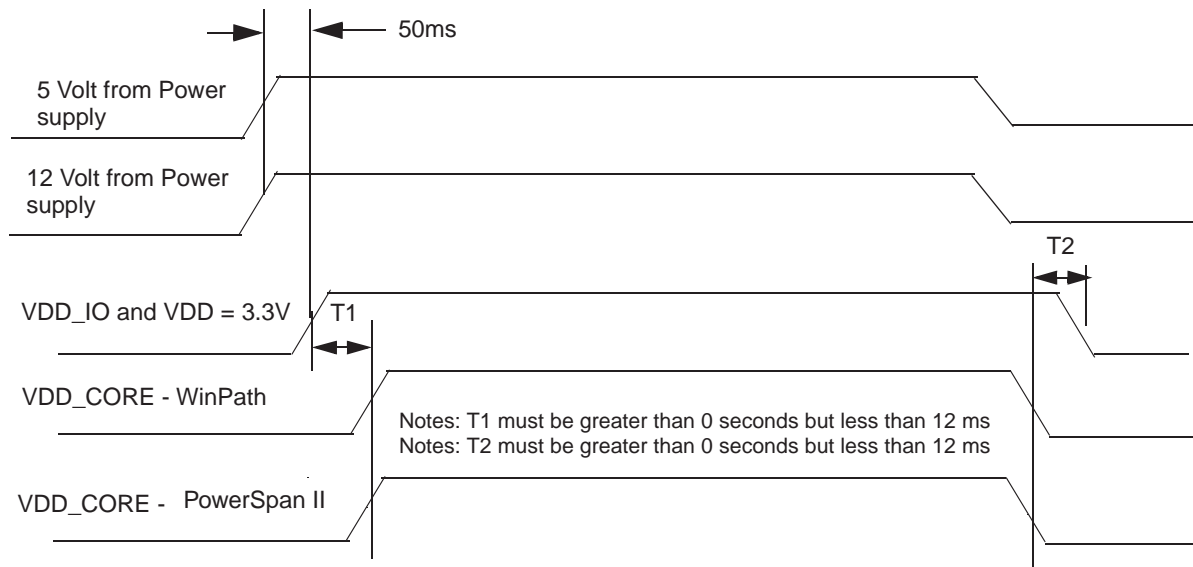 50ms
5 Volt from Power
supply
12 Volt from Power
supply
T2
VDD_IO and VDD = 3.3V
T1
VDD_CORE - WinPath
Notes: T1 must be greater than 0 seconds but less than 12 ms
Notes: T2 must be greater than 0 seconds but less than 12 ms
VDD_CORE - PowerSpan II